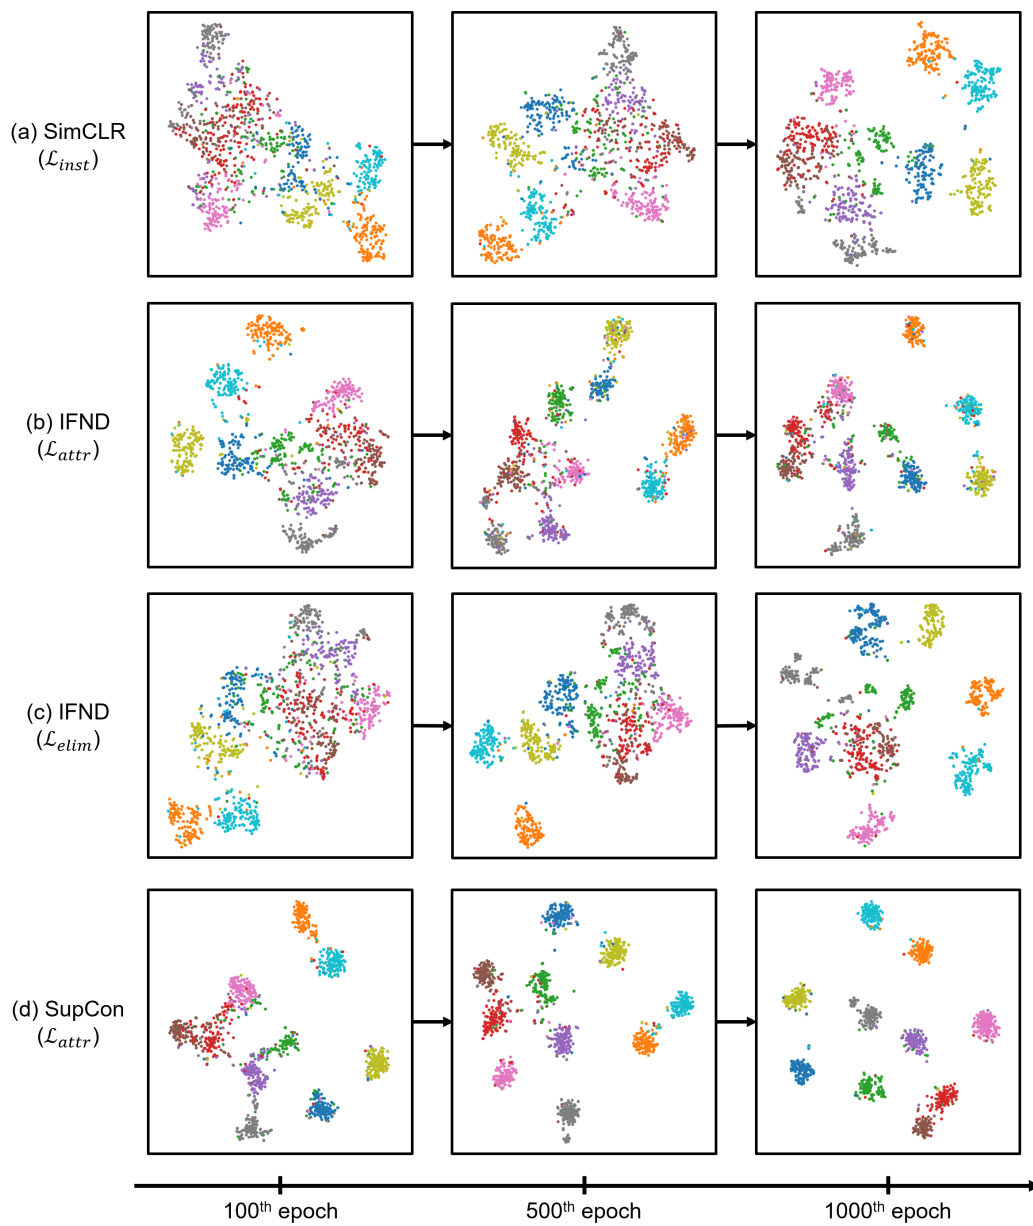 (a) SimCLR
(ℒ_inst)
(b) IFND
(ℒ_attr)
(c) IFND
(ℒ_elim)
(d) SupCon
(ℒ_attr)
100th epoch
500th epoch
1000th epoch